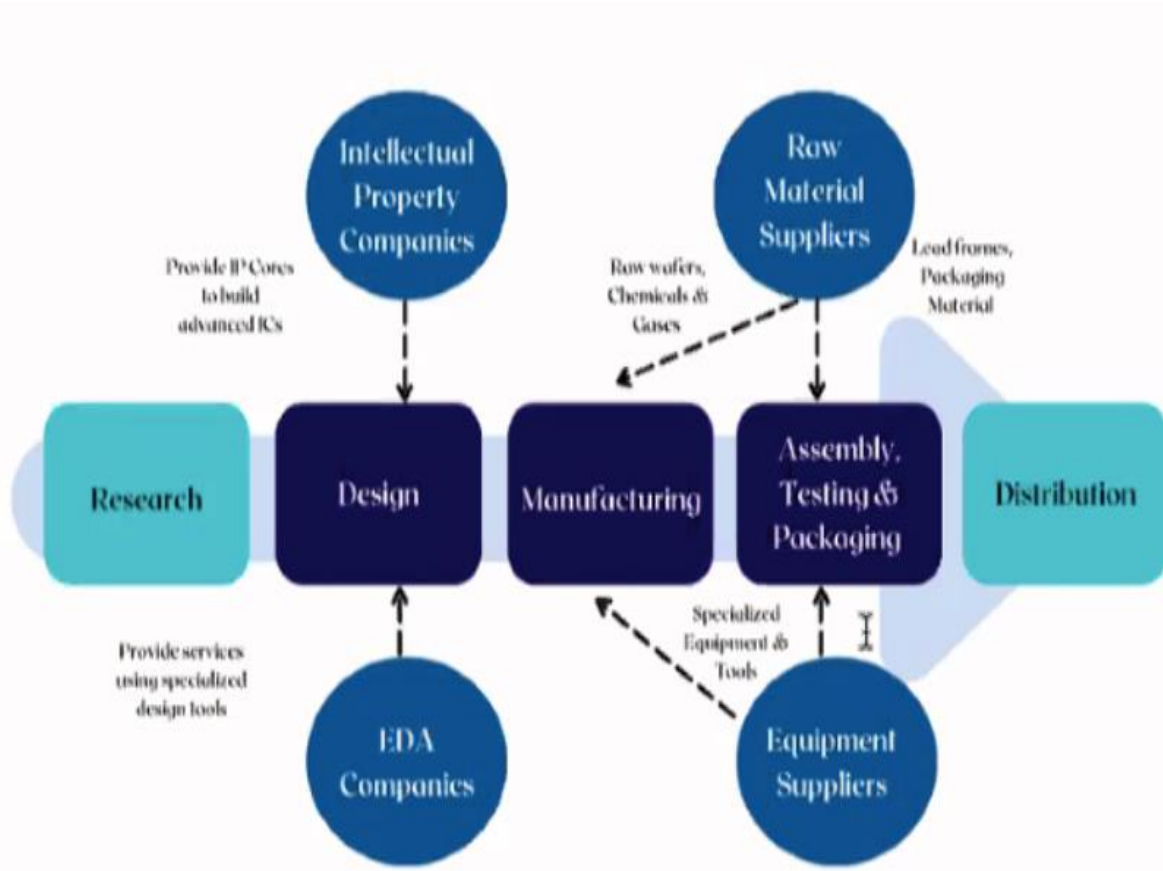 Intellectual
Property
Companies
Raw
Material
Suppliers
Provide IP Cores
to build
advanced ICs
Raw wafers,
Chemicals &
Gases
Lead frames,
Packaging
Material
Research
Design
Manufacturing
Assembly,
Testing &
Packaging
Distribution
Provide services
using specialized
design tools
Specialized
Equipment &
Tools
EDA
Companies
Equipment
Suppliers